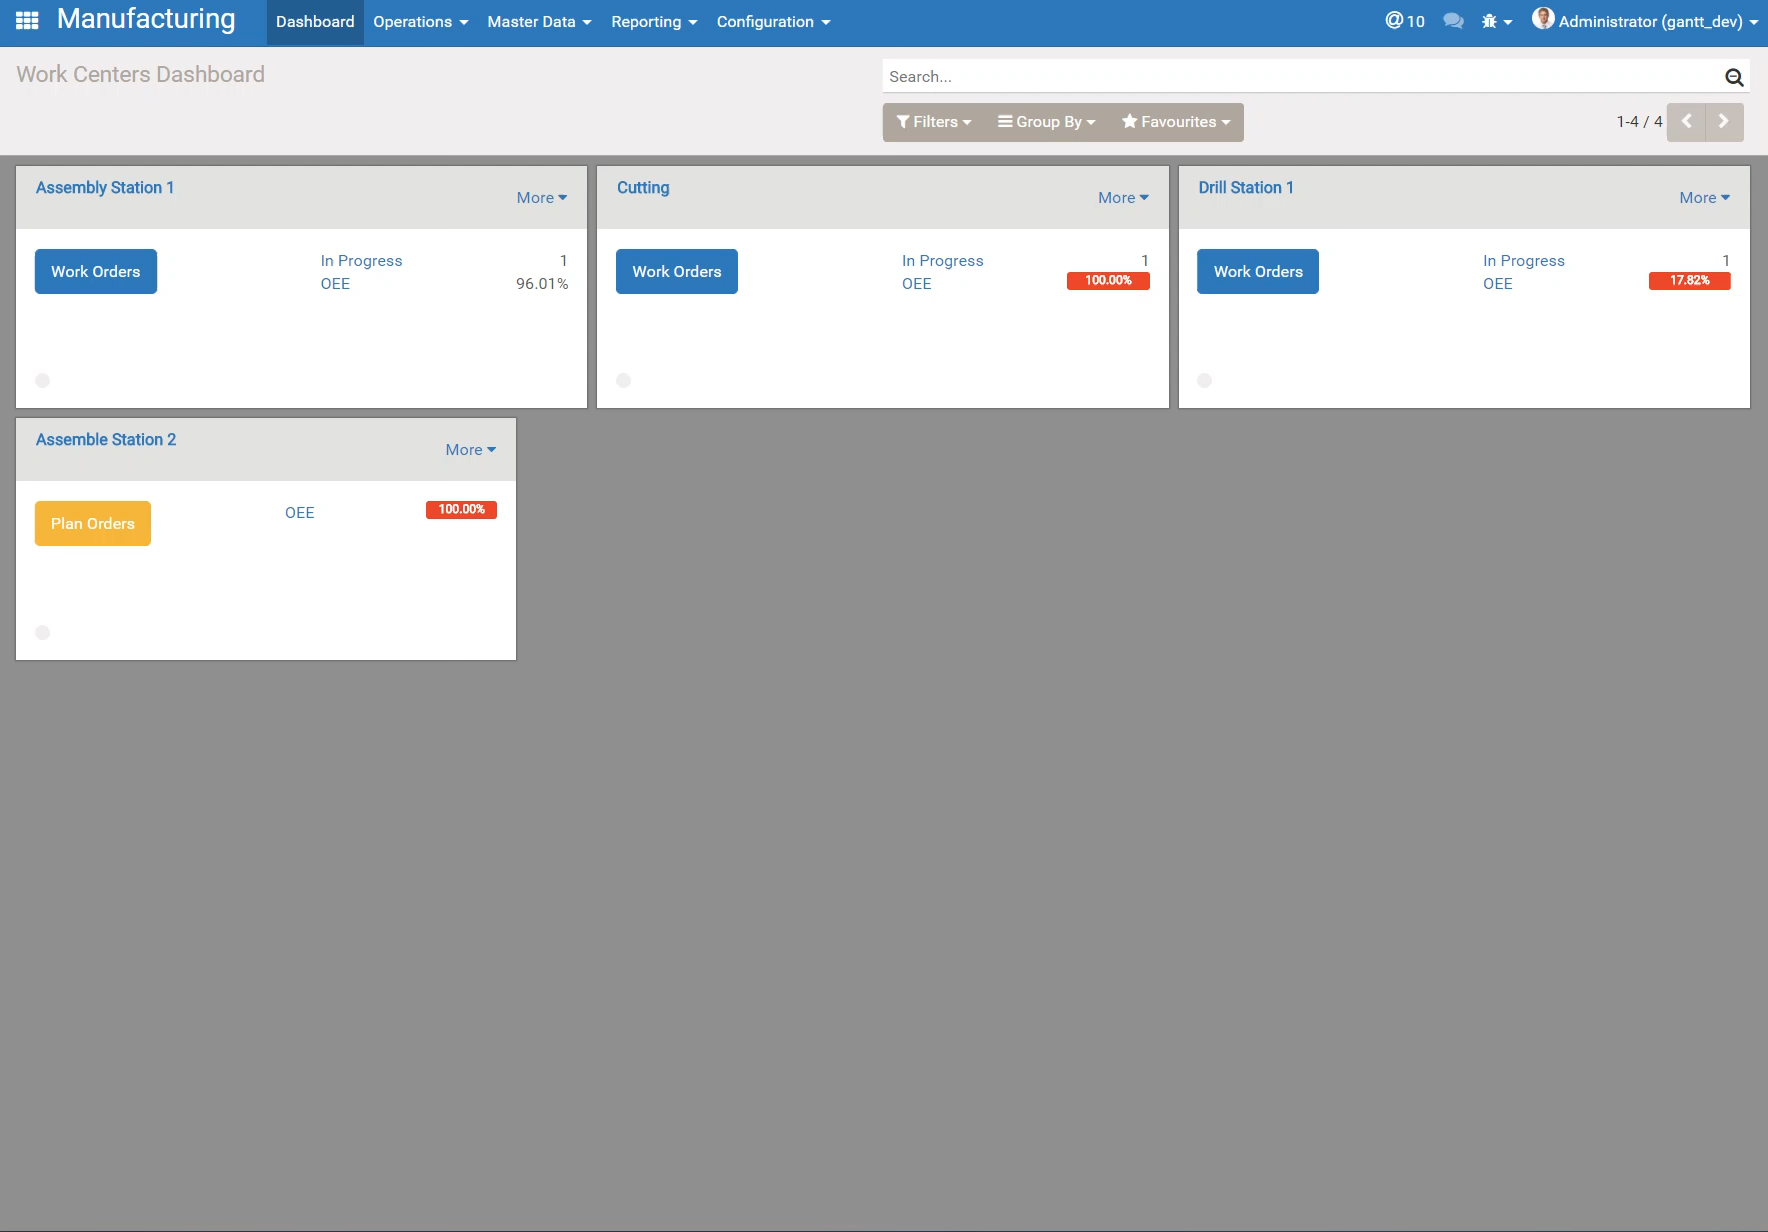 Manufacturing Dashboard Operations Master Data Reporting Configuration @ 10 Administrator (gantt_dev)
Work Centers Dashboard
Search...
Filters Group By Favourites 1-4 / 4
Assembly Station 1 More
Work Orders
In Progress 1
OEE 96.01%
Cutting More
Work Orders
In Progress 1
OEE 100.00%
Drill Station 1 More
Work Orders
In Progress 1
OEE 17.82%
Assemble Station 2 More
Plan Orders
OEE 100.00%